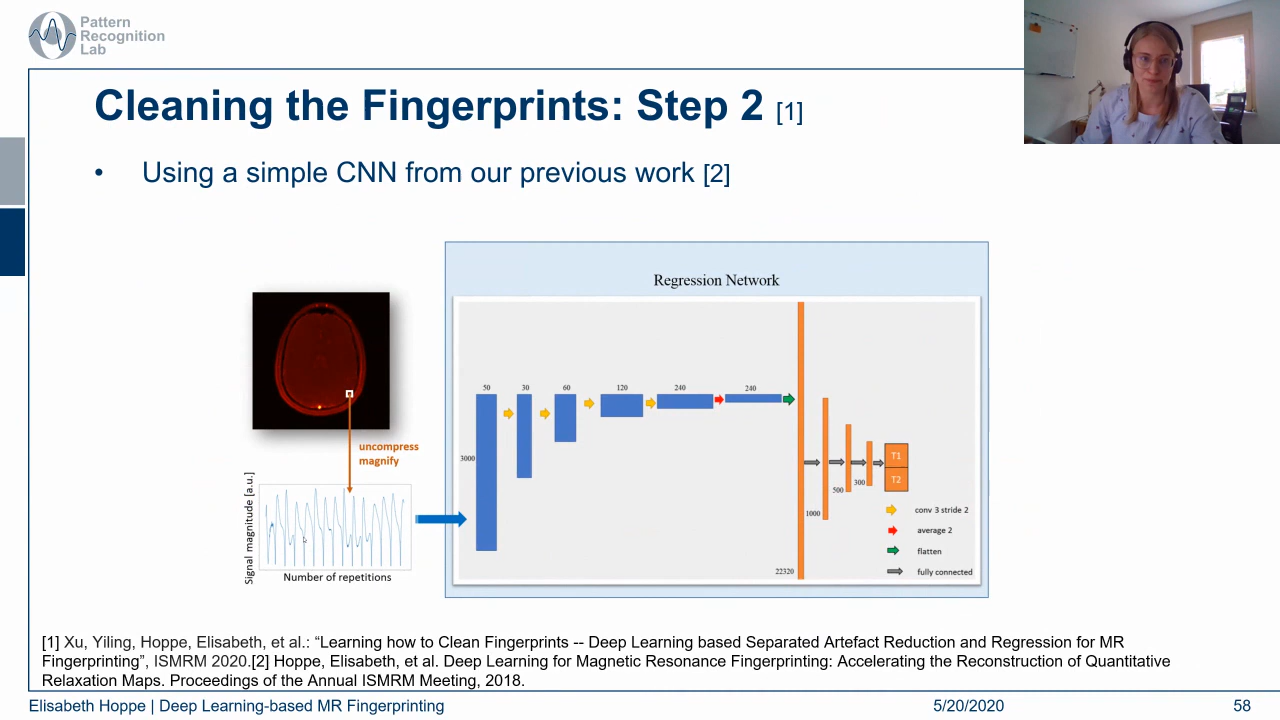 Pattern
Recognition
Lab
Cleaning the Fingerprints: Step 2 [1]
• Using a simple CNN from our previous work [2]
Regression Network
50
30
60
120
240
240
3000
uncompress
magnify
Signal magnitude [a.u.]
Number of repetitions
T1
T2
300
500
1000
22320
conv 3 stride 2
average 2
flatten
fully connected
[1] Xu, Yiling, Hoppe, Elisabeth, et al.: “Learning how to Clean Fingerprints -- Deep Learning based Separated Artefact Reduction and Regression for MR
Fingerprinting”, ISMRM 2020.[2] Hoppe, Elisabeth, et al. Deep Learning for Magnetic Resonance Fingerprinting: Accelerating the Reconstruction of Quantitative
Relaxation Maps. Proceedings of the Annual ISMRM Meeting, 2018.
Elisabeth Hoppe | Deep Learning-based MR Fingerprinting
5/20/2020
58